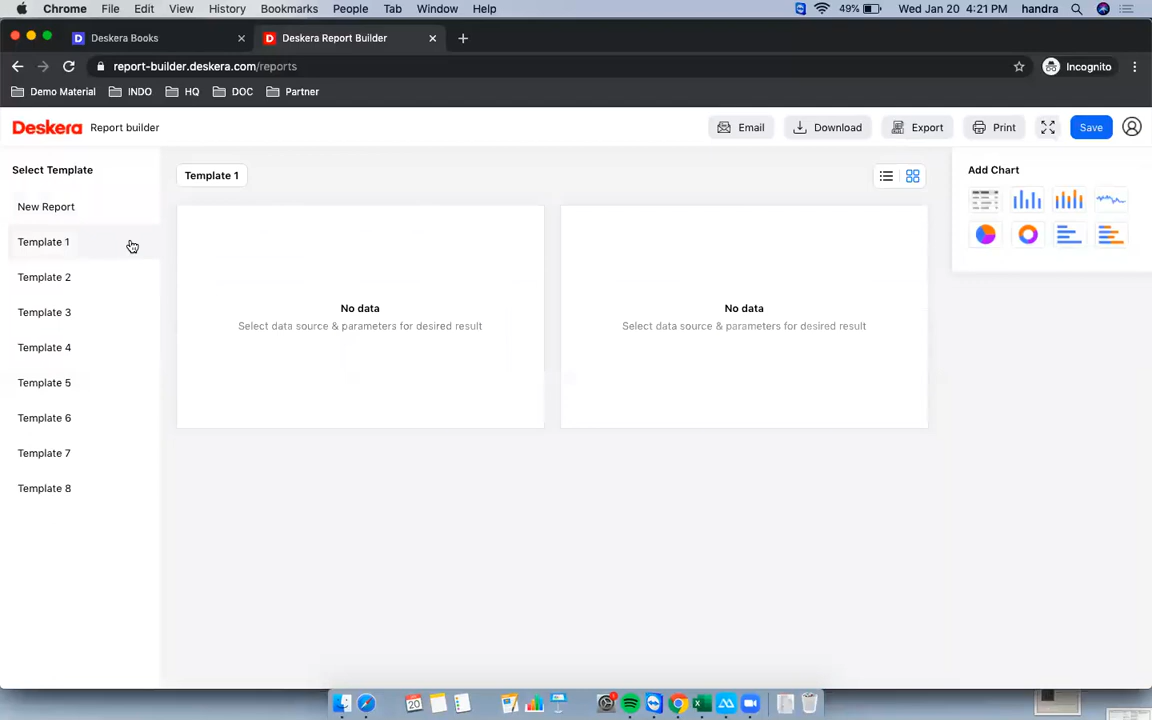 Chrome File Edit View History Bookmarks People Tab Window Help 49% Wed Jan 20 4:21 PM handra
Deskera Books Deskera Report Builder
report-builder.deskera.com/reports Incognito
Demo Material INDO HQ DOC Partner
Deskera Report builder Email Download Export Print Save
Select Template Template 1 Add Chart
New Report
Template 1
Template 2
Template 3
Template 4
Template 5
Template 6
Template 7
Template 8
No data
Select data source & parameters for desired result
No data
Select data source & parameters for desired result